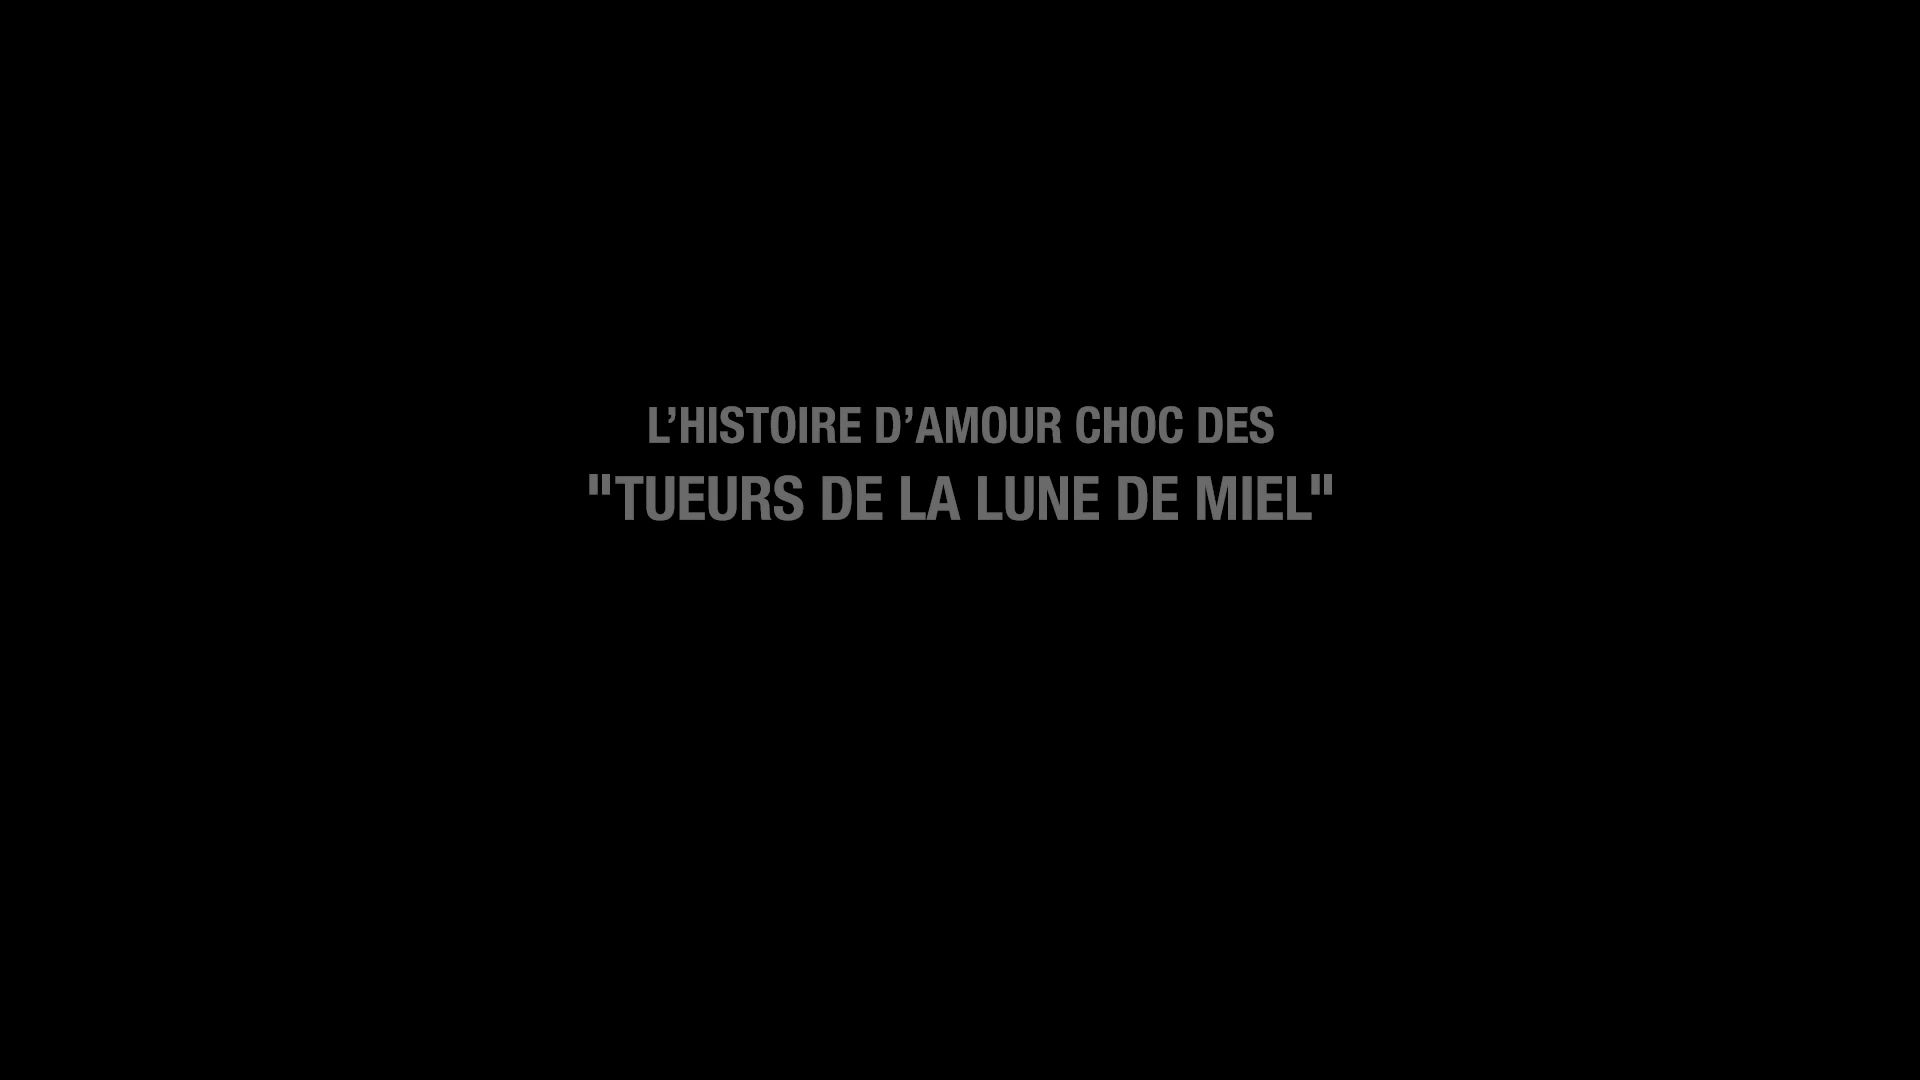 L’HISTOIRE D’AMOUR CHOC DES
"TUEURS DE LA LUNE DE MIEL"